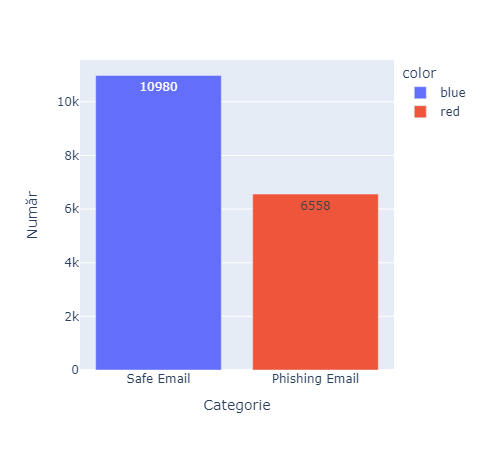 color
blue
red
10980
6558
10k
8k
6k
4k
2k
0
Număr
Safe Email
Phishing Email
Categorie